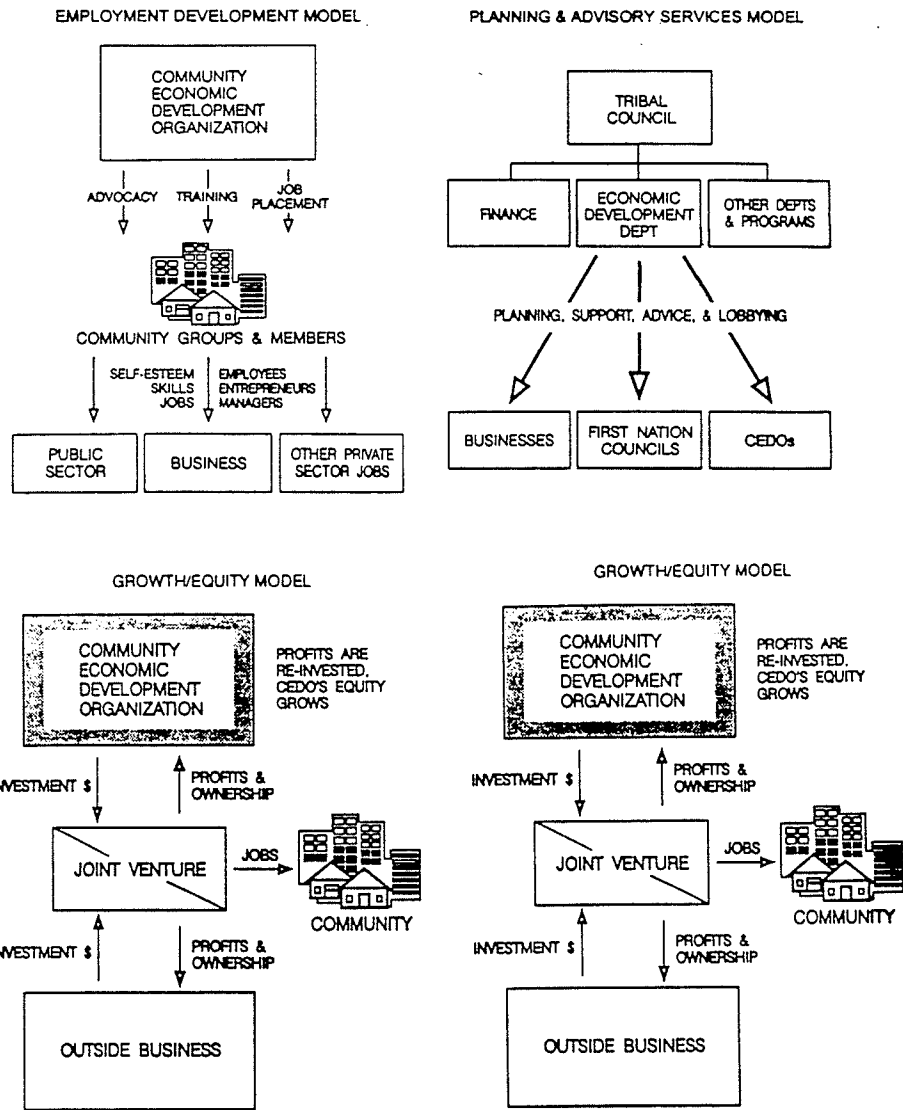 EMPLOYMENT DEVELOPMENT MODEL
COMMUNITY
ECONOMIC
DEVELOPMENT
ORGANIZATION
ADVOCACY
TRAINING
JOB
PLACEMENT
COMMUNITY GROUPS & MEMBERS
SELF-ESTEEM
SKILLS
JOBS
EMPLOYEES
ENTREPRENEURS
MANAGERS
PUBLIC
SECTOR
BUSINESS
OTHER PRIVATE
SECTOR JOBS
PLANNING & ADVISORY SERVICES MODEL
TRIBAL
COUNCIL
FINANCE
ECONOMIC
DEVELOPMENT
DEPT
OTHER DEPTS
& PROGRAMS
PLANNING, SUPPORT, ADVICE, & LOBBYING
BUSINESSES
FIRST NATION
COUNCILS
CEDOs
GROWTH/EQUITY MODEL
COMMUNITY
ECONOMIC
DEVELOPMENT
ORGANIZATION
PROFITS ARE
RE-INVESTED,
CEDO'S EQUITY
GROWS
NVESTMENT $
PROFITS &
OWNERSHIP
JOINT VENTURE
JOBS
COMMUNITY
NVESTMENT $
PROFITS &
OWNERSHIP
OUTSIDE BUSINESS
GROWTH/EQUITY MODEL
COMMUNITY
ECONOMIC
DEVELOPMENT
ORGANIZATION
PROFITS ARE
RE-INVESTED,
CEDO'S EQUITY
GROWS
INVESTMENT $
PROFITS &
OWNERSHIP
JOINT VENTURE
JOBS
COMMUNITY
INVESTMENT $
PROFITS &
OWNERSHIP
OUTSIDE BUSINESS